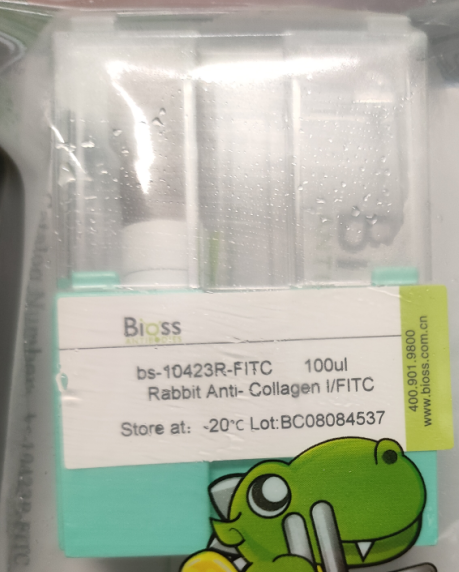 Bioss
ANTIBODIES
bs-10423R-FITC 100ul
Rabbit Anti- Collagen I/FITC
Store at: -20℃ Lot:BC08084537
400.901.9800
www.bioss.com.cn